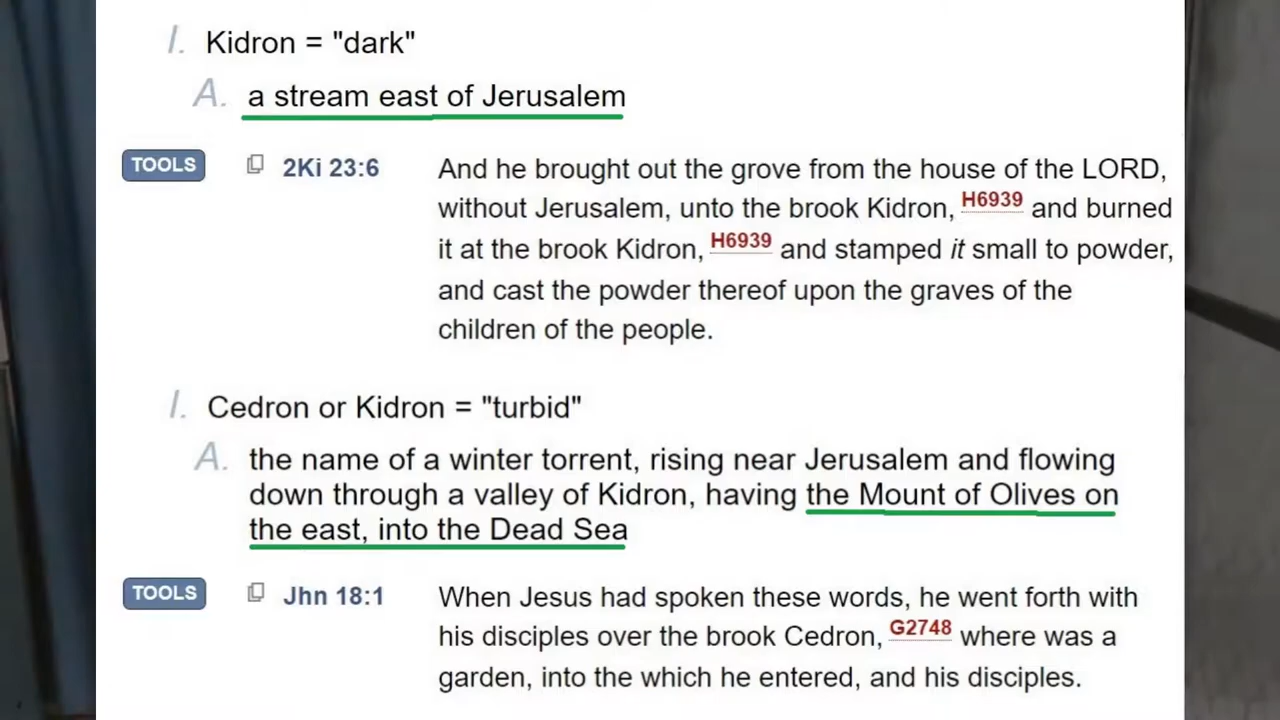 I. Kidron = "dark"
A. a stream east of Jerusalem
TOOLS 2Ki 23:6 And he brought out the grove from the house of the LORD,
without Jerusalem, unto the brook Kidron, H6939 and burned
it at the brook Kidron, H6939 and stamped it small to powder,
and cast the powder thereof upon the graves of the
children of the people.
I. Cedron or Kidron = "turbid"
A. the name of a winter torrent, rising near Jerusalem and flowing
down through a valley of Kidron, having the Mount of Olives on
the east, into the Dead Sea
TOOLS Jhn 18:1 When Jesus had spoken these words, he went forth with
his disciples over the brook Cedron, G2748 where was a
garden, into the which he entered, and his disciples.